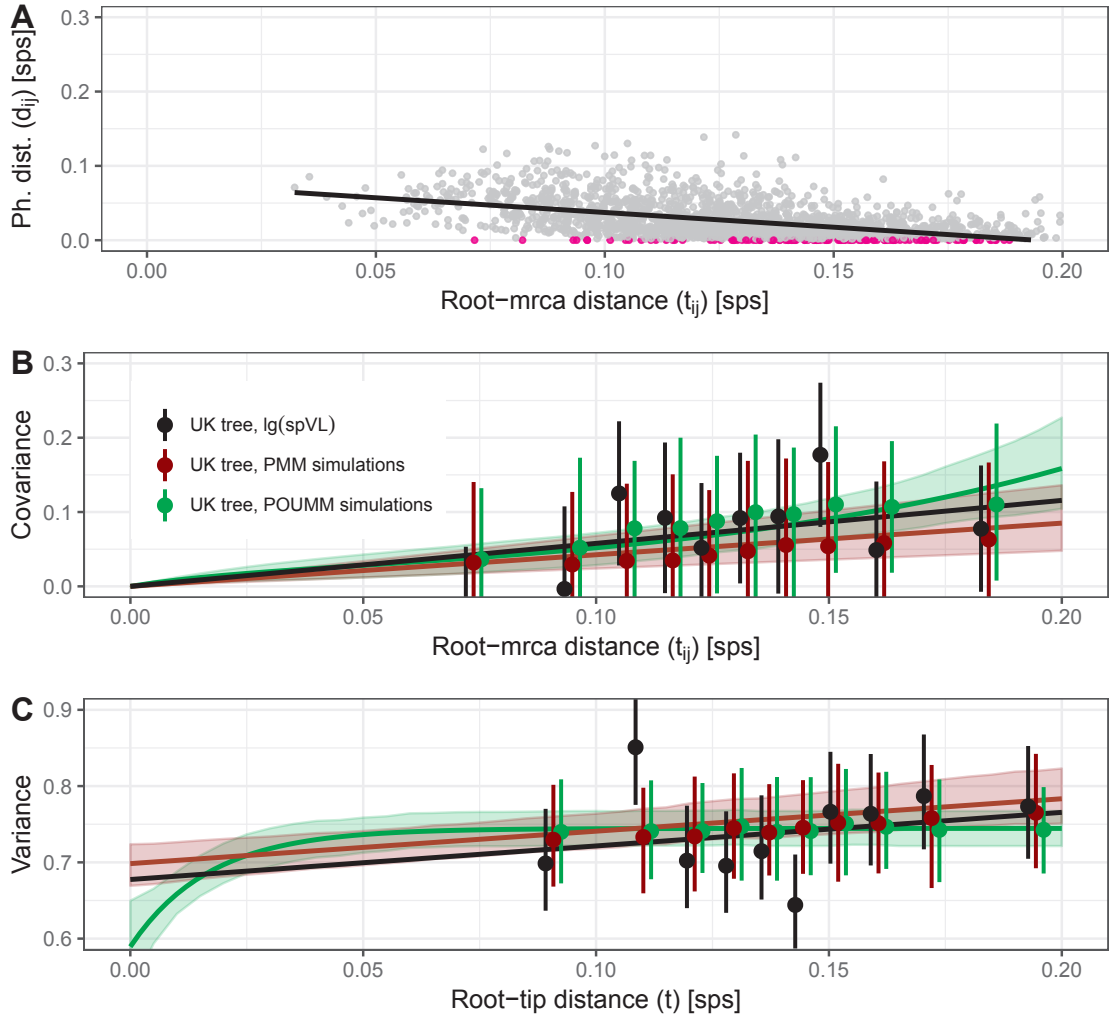 A
0.3
0.2
0.1
0.0
Ph. dist. (d_ij) [sps]
0.00 0.05 0.10 0.15 0.20
Root−mrca distance (t_ij) [sps]
B
0.3
0.2
0.1
0.0
Covariance
UK tree, lg(spVL)
UK tree, PMM simulations
UK tree, POUMM simulations
0.00 0.05 0.10 0.15 0.20
Root−mrca distance (t_ij) [sps]
C
0.9
0.8
0.7
0.6
Variance
0.00 0.05 0.10 0.15 0.20
Root−tip distance (t) [sps]